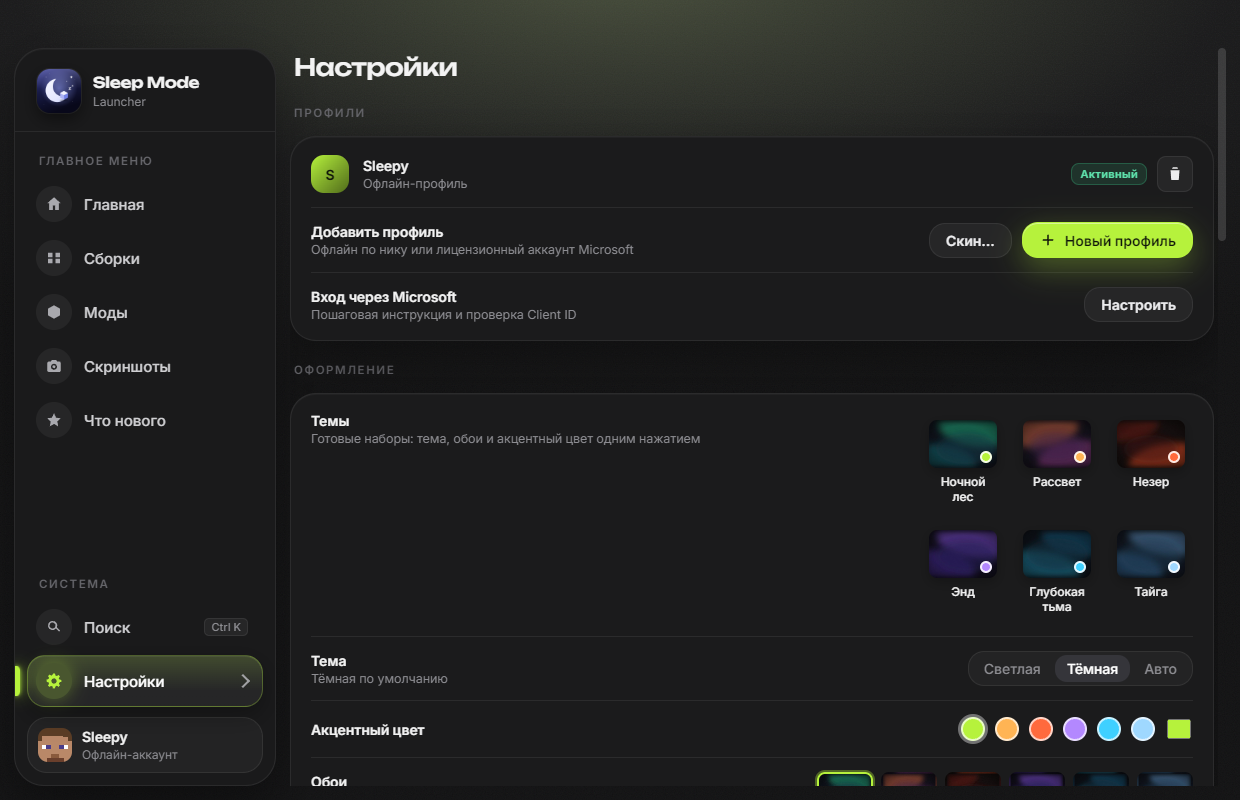 Sleep Mode
Launcher
ГЛАВНОЕ МЕНЮ
Главная
Сборки
Моды
Скриншоты
Что нового
СИСТЕМА
Поиск
Ctrl K
Настройки
Sleepy
Офлайн-аккаунт
Настройки
ПРОФИЛИ
S
Sleepy
Офлайн-профиль
Активный
Добавить профиль
Офлайн по нику или лицензионный аккаунт Microsoft
Скин...
Новый профиль
Вход через Microsoft
Пошаговая инструкция и проверка Client ID
Настроить
ОФОРМЛЕНИЕ
Темы
Готовые наборы: тема, обои и акцентный цвет одним нажатием
Ночной
лес
Рассвет
Незер
Энд
Глубокая
тьма
Тайга
Тема
Тёмная по умолчанию
Светлая
Тёмная
Авто
Акцентный цвет
Обои